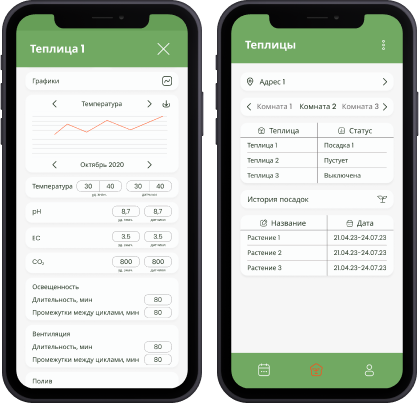 Теплица 1
Графики
Температура
Октябрь 2020
Температура 30 40 30 40
pH 8,7 8,7
EC 3.5 3.5
CO₂ 800 800
Освещенность
Длительность, мин 80
Промежутки между циклами, мин 80
Вентиляция
Длительность, мин 80
Промежутки между циклами, мин 80
Полив
Теплицы
Адрес 1
Комната 1 Комната 2 Комната 3
Теплица Статус
Теплица 1 Посадка 1
Теплица 2 Пустует
Теплица 3 Выключена
История посадок
Название Дата
Растение 1 21.04.23-24.07.23
Растение 2 21.04.23-24.07.23
Растение 3 21.04.23-24.07.23